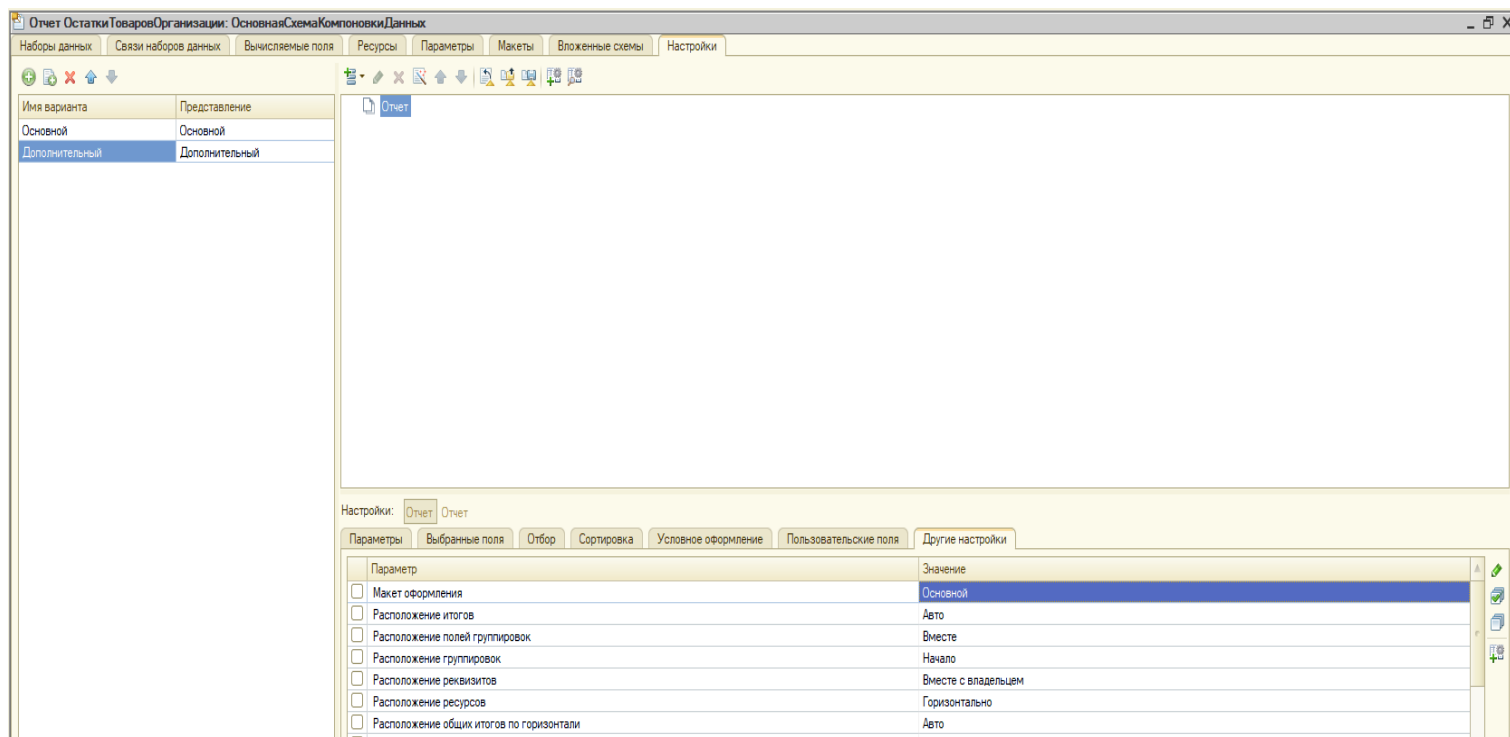 Отчет ОстаткиТоваровОрганизации: ОсновнаяСхемаКомпоновкиДанных
Наборы данных Связи наборов данных Вычисляемые поля Ресурсы Параметры Макеты Вложенные схемы Настройки
Имя варианта Представление
Основной Основной
Дополнительный Дополнительный
Отчет
Настройки: Отчет Отчет
Параметры Выбранные поля Отбор Сортировка Условное оформление Пользовательские поля Другие настройки
Параметр Значение
Макет оформления Основной
Расположение итогов Авто
Расположение полей группировок Вместе
Расположение группировок Начало
Расположение реквизитов Вместе с владельцем
Расположение ресурсов Горизонтально
Расположение общих итогов по горизонтали Авто